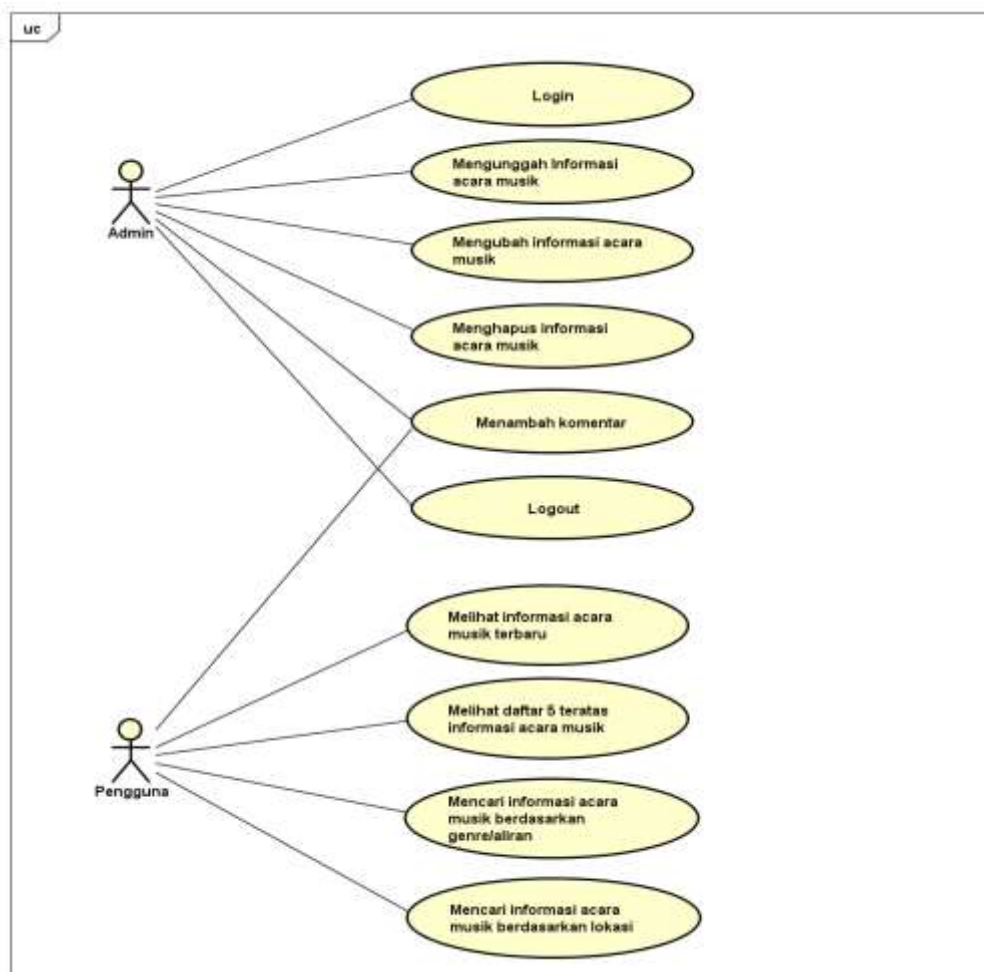 uc
Login
Mengunggah Informasi
acara musik
Admin
Mengubah informasi acara
musik
Menghapus informasi
acara musik
Menambah komentar
Logout
Melihat informasi acara
musik terbaru
Melihat daftar 5 teratas
informasi acara musik
Pengguna
Mencari informasi acara
musik berdasarkan
genre/aliran
Mencari informasi acara
musik berdasarkan lokasi